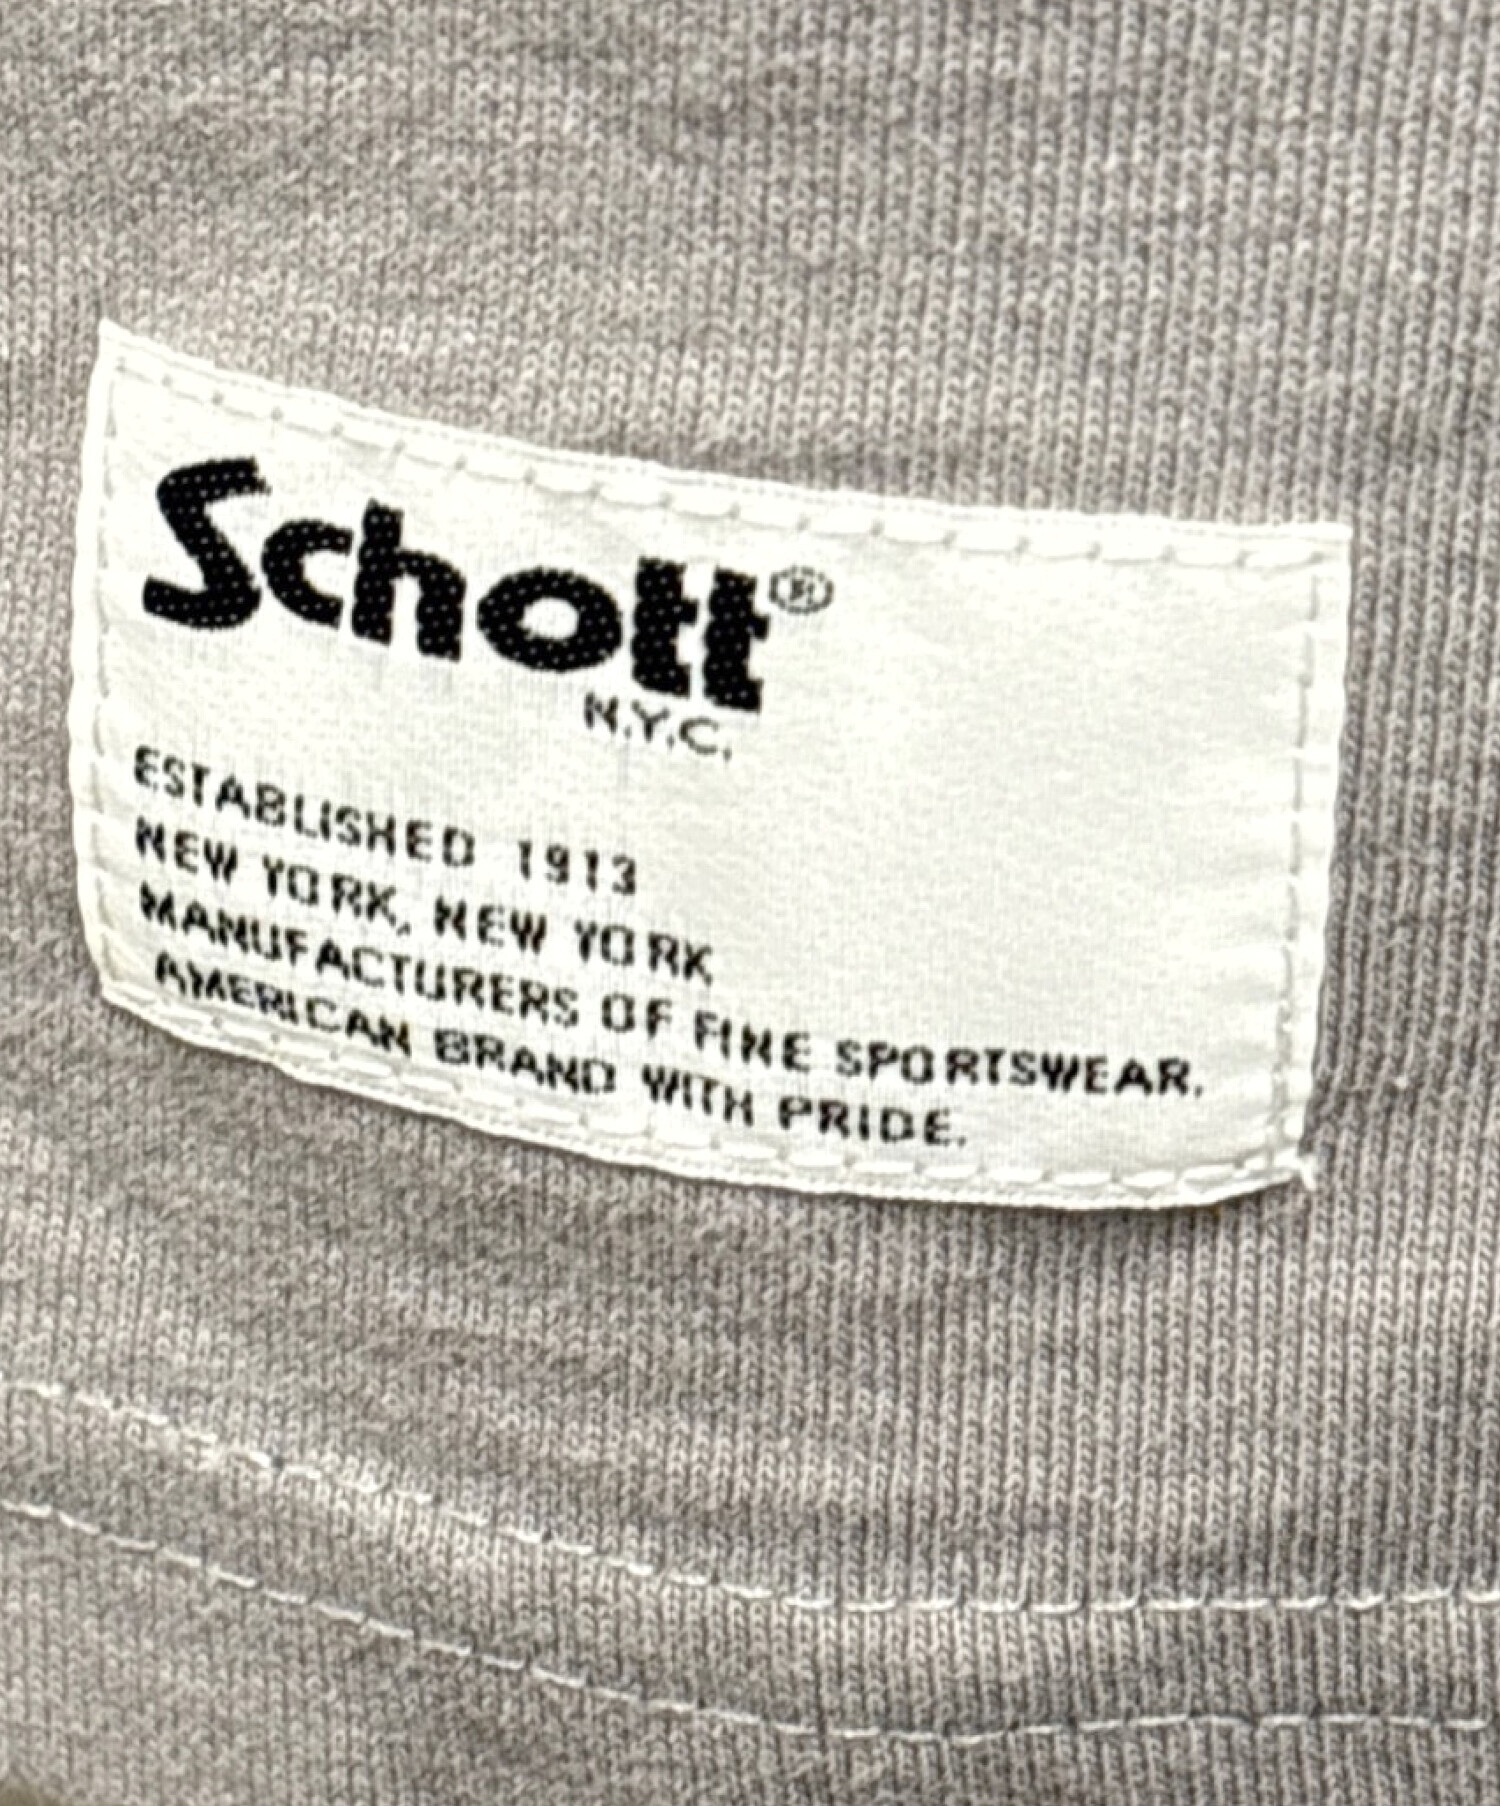 Schott®
N.Y.C.
ESTABLISHED 1913
NEW YORK, NEW YORK
MANUFACTURERS OF FINE SPORTSWEAR.
AMERICAN BRAND WITH PRIDE.